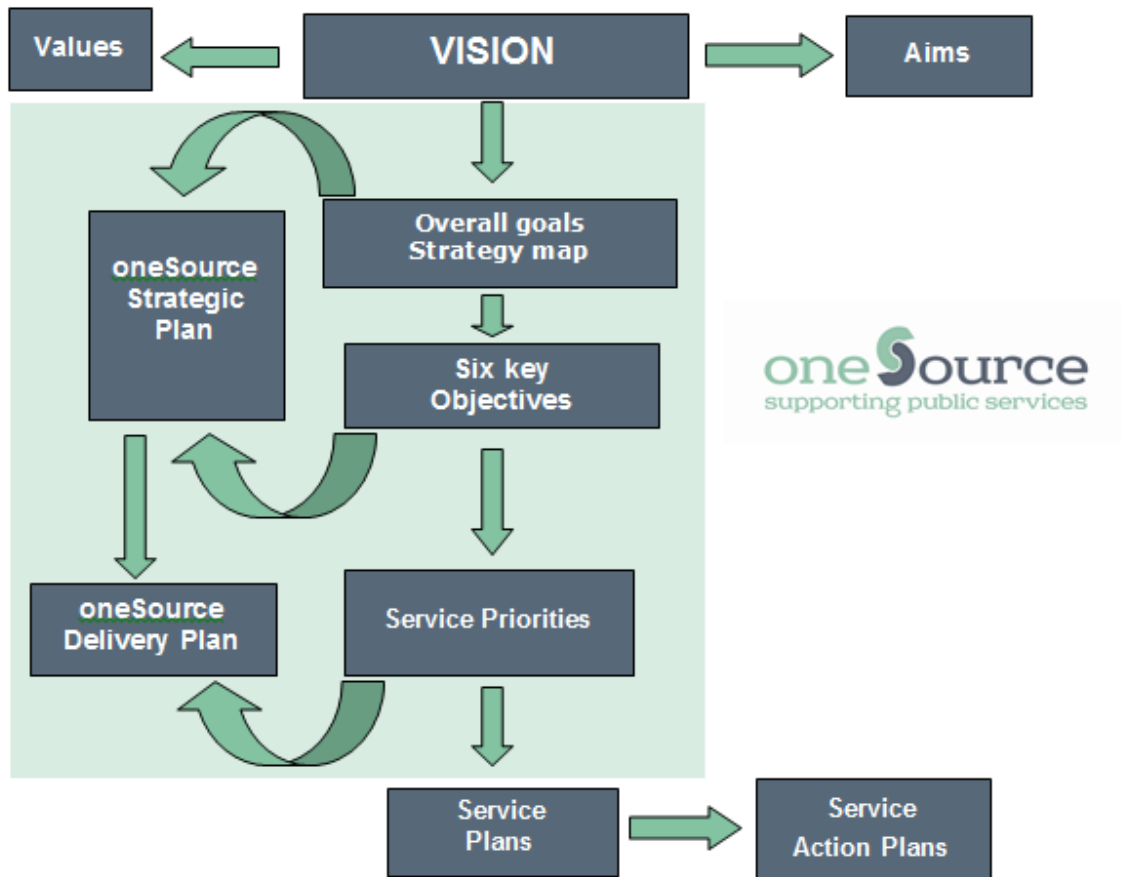 Values
VISION
Aims
Overall goals
Strategy map
oneSource
Strategic
Plan
Six key
Objectives
oneSource
supporting public services
oneSource
Delivery Plan
Service Priorities
Service
Plans
Service
Action Plans